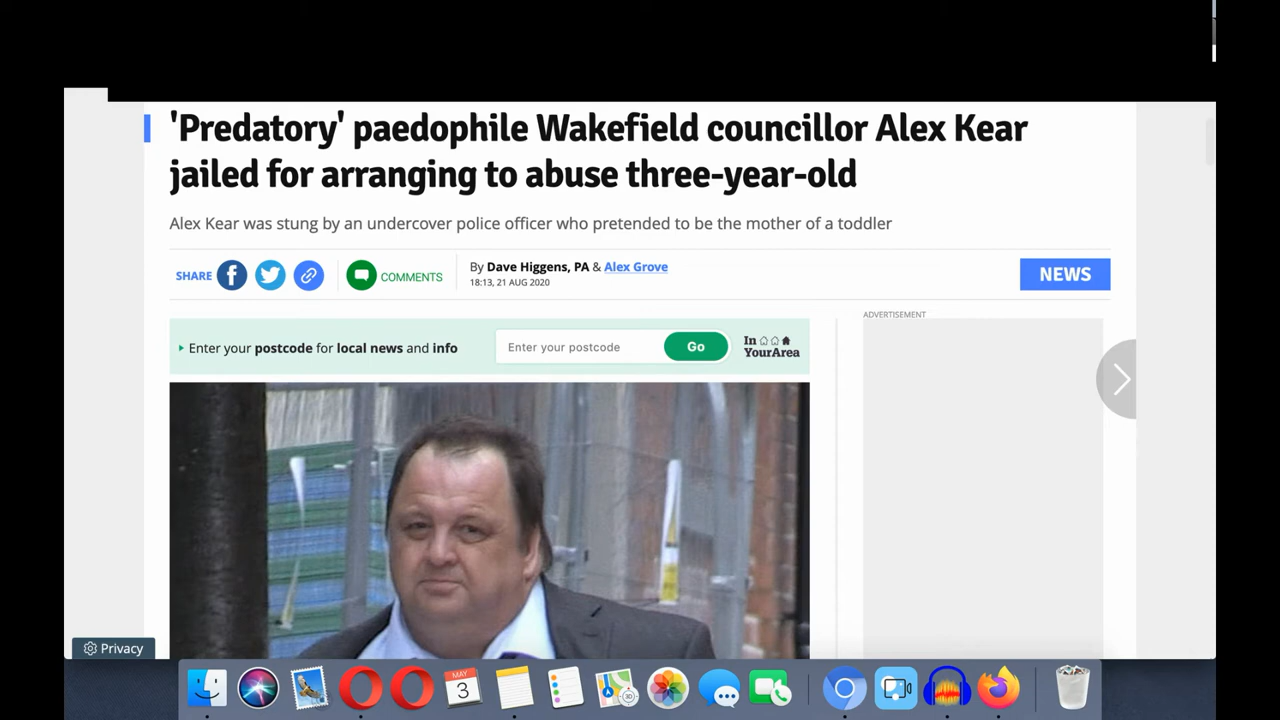 'Predatory' paedophile Wakefield councillor Alex Kear
jailed for arranging to abuse three-year-old
Alex Kear was stung by an undercover police officer who pretended to be the mother of a toddler
SHARE
COMMENTS
By Dave Higgens, PA & Alex Grove
18:13, 21 AUG 2020
NEWS
ADVERTISEMENT
Enter your postcode for local news and info
Enter your postcode
Go
In
YourArea
Privacy
MAY
3